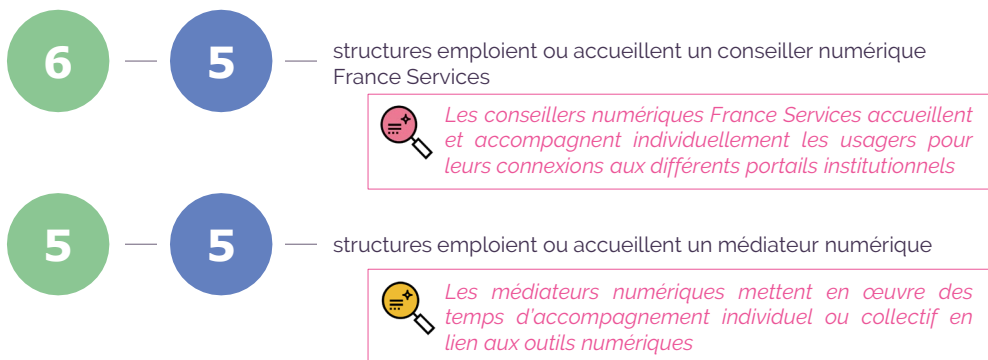 6
5
structures emploient ou accueillent un conseiller numérique
France Services
Les conseillers numériques France Services accueillent
et accompagnent individuellement les usagers pour
leurs connexions aux différents portails institutionnels
5
5
structures emploient ou accueillent un médiateur numérique
Les médiateurs numériques mettent en œuvre des
temps d'accompagnement individuel ou collectif en
lien aux outils numériques